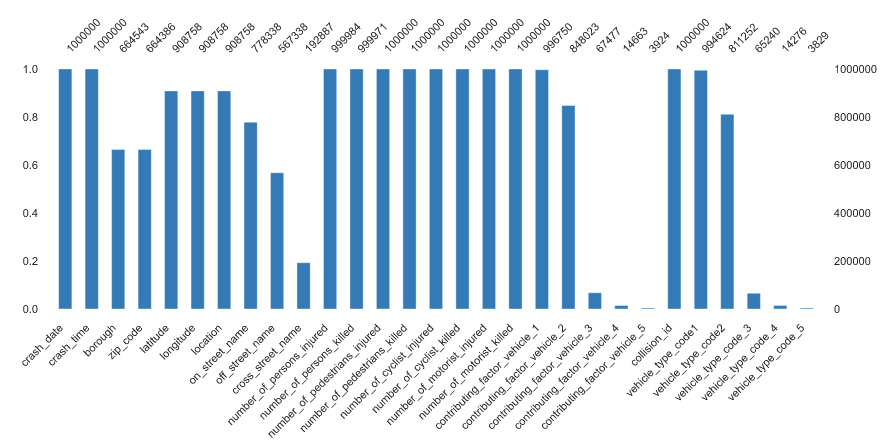 1000000
1000000
664543
664386
908758
908758
908758
778338
567338
192887
999984
999971
1000000
1000000
1000000
1000000
1000000
1000000
996750
848023
67477
14663
3924
1000000
994624
811252
65240
14276
3829
1.0
0.8
0.6
0.4
0.2
0.0
1000000
800000
600000
400000
200000
0
crash_date
crash_time
borough
zip_code
latitude
longitude
location
on_street_name
off_street_name
cross_street_name
number_of_persons_injured
number_of_persons_killed
number_of_pedestrians_injured
number_of_pedestrians_killed
number_of_cyclist_injured
number_of_cyclist_killed
number_of_motorist_injured
number_of_motorist_killed
contributing_factor_vehicle_1
contributing_factor_vehicle_2
contributing_factor_vehicle_3
contributing_factor_vehicle_4
contributing_factor_vehicle_5
collision_id
vehicle_type_code1
vehicle_type_code2
vehicle_type_code_3
vehicle_type_code_4
vehicle_type_code_5